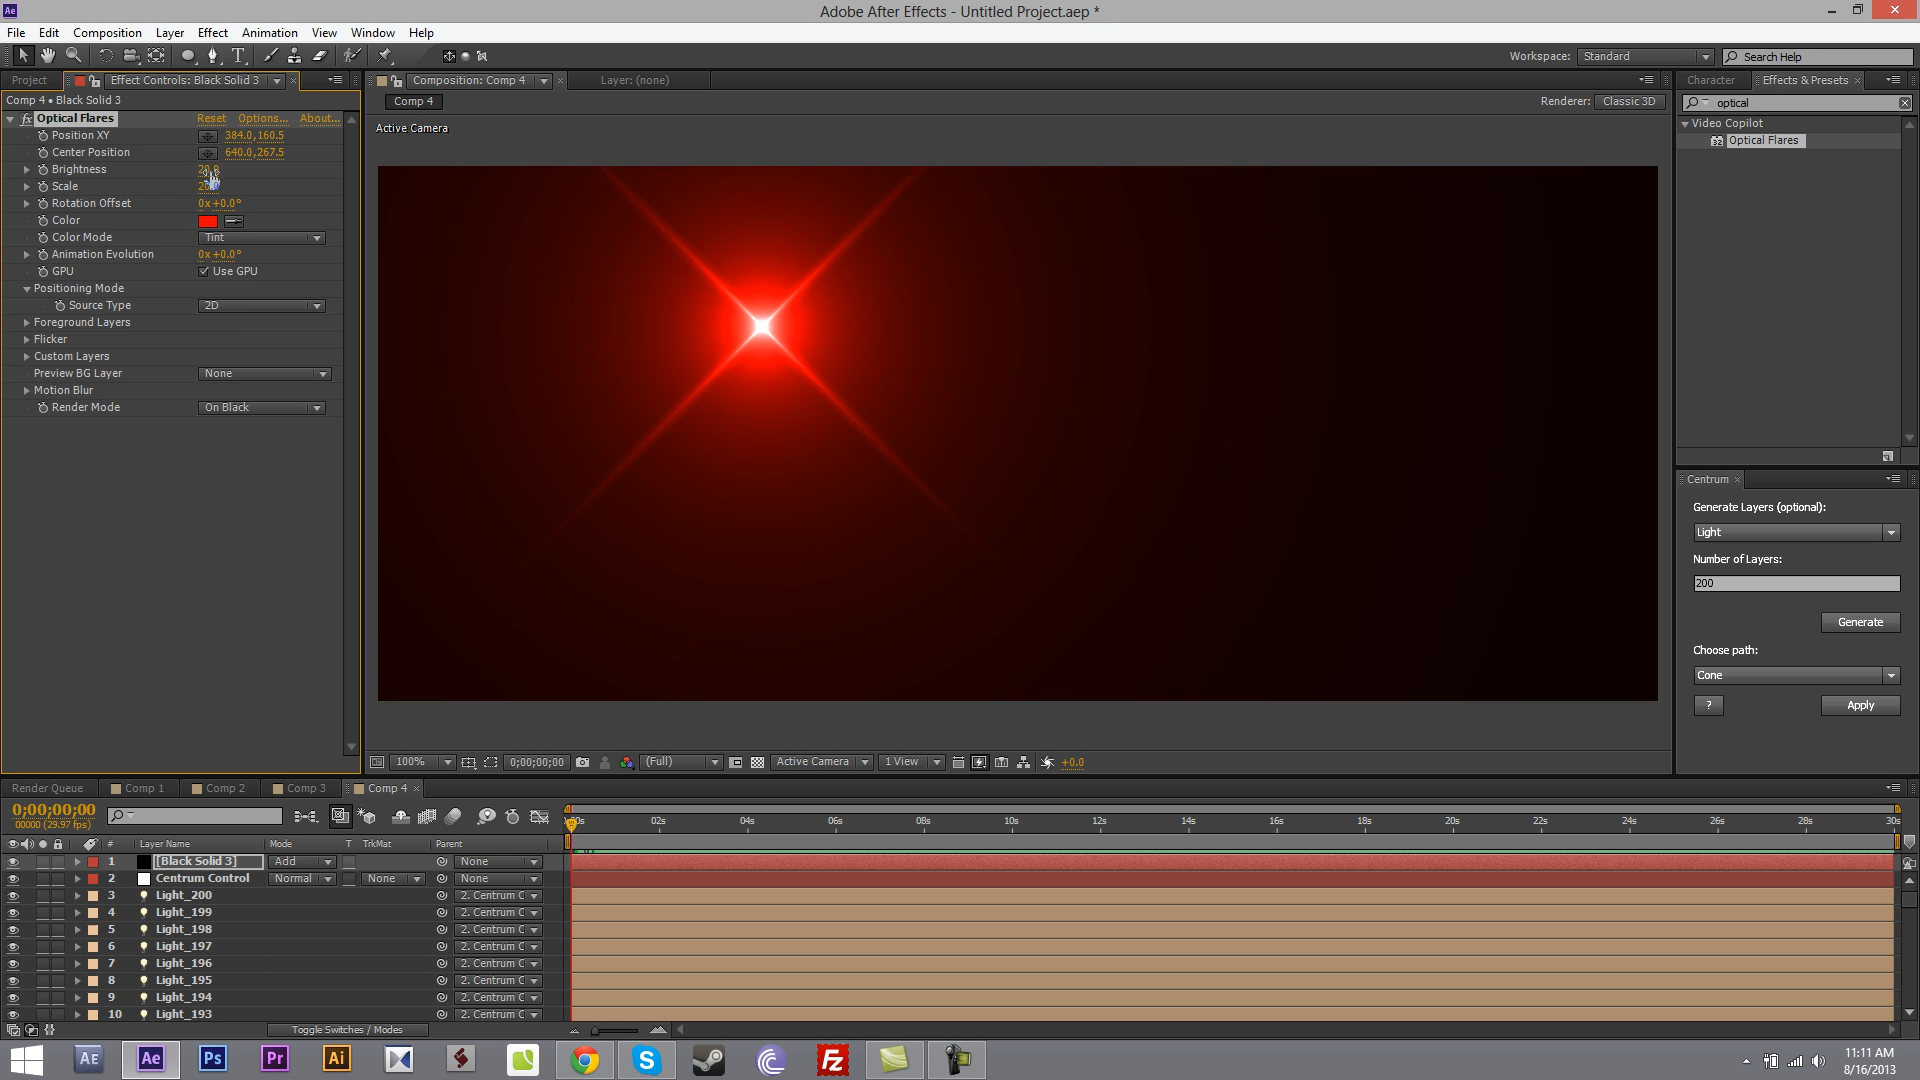 Ae
Adobe After Effects - Untitled Project.aep *
File Edit Composition Layer Effect Animation View Window Help
Workspace: Standard Search Help
Project Effect Controls: Black Solid 3 Composition: Comp 4 Layer: (none) Character Effects & Presets
Comp 4 • Black Solid 3
Comp 4
Renderer: Classic 3D
optical
Active Camera
Video Copilot
Optical Flares
fx Optical Flares Reset Options... About...
Position XY 384.0,160.5
Center Position 640.0,267.5
Brightness
Scale
Rotation Offset 0x+0.0°
Color
Color Mode Tint
Animation Evolution 0x+0.0°
GPU Use GPU
Positioning Mode
Source Type 2D
Foreground Layers
Flicker
Custom Layers
Preview BG Layer None
Motion Blur
Render Mode On Black
Centrum
Generate Layers (optional):
Light
Number of Layers:
200
Generate
Choose path:
Cone
? Apply
100% 0;00;00;00 (Full) Active Camera 1 View +0.0
Render Queue Comp 1 Comp 2 Comp 3 Comp 4
0;00;00;00
00000 (29.97 fps)
02s 04s 06s 08s 10s 12s 14s 16s 18s 20s 22s 24s 26s 28s 30s
# Layer Name Mode T TrkMat Parent
1 [Black Solid 3] Add None
2 Centrum Control Normal None None
3 Light_200 2. Centrum C
4 Light_199 2. Centrum C
5 Light_198 2. Centrum C
6 Light_197 2. Centrum C
7 Light_196 2. Centrum C
8 Light_195 2. Centrum C
9 Light_194 2. Centrum C
10 Light_193 2. Centrum C
Toggle Switches / Modes
AE Ae Ps Pr Ai S Fz
11:11 AM
8/16/2013